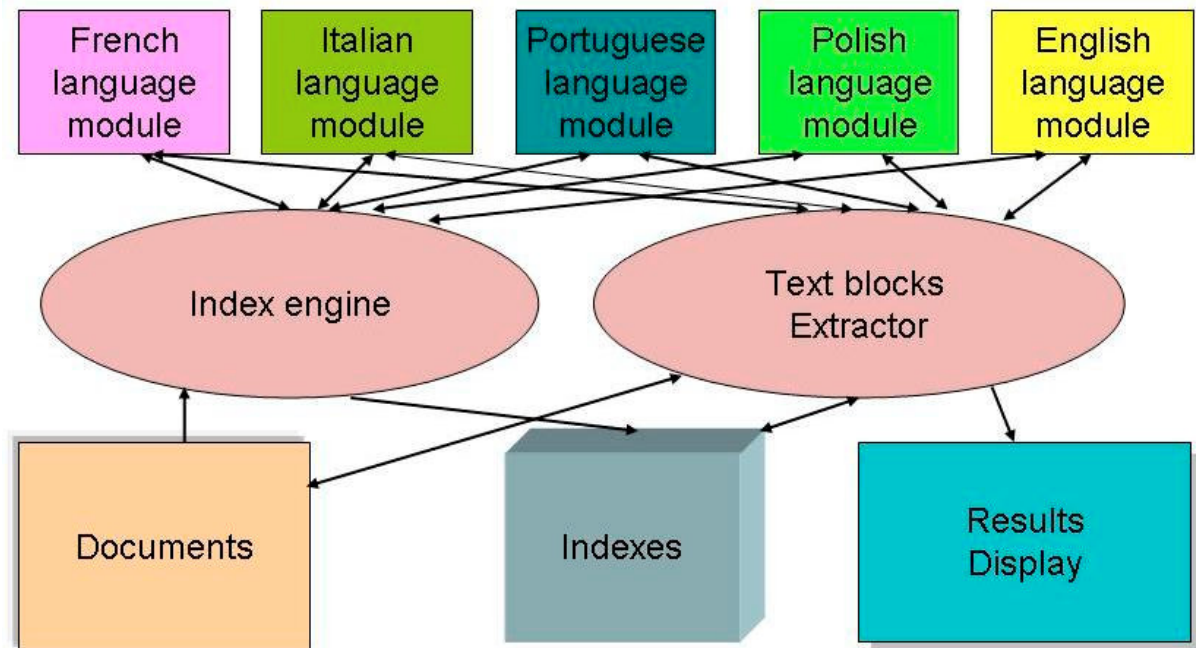 French
language
module
Italian
language
module
Portuguese
language
module
Polish
language
module
English
language
module
Index engine
Text blocks
Extractor
Documents
Indexes
Results
Display